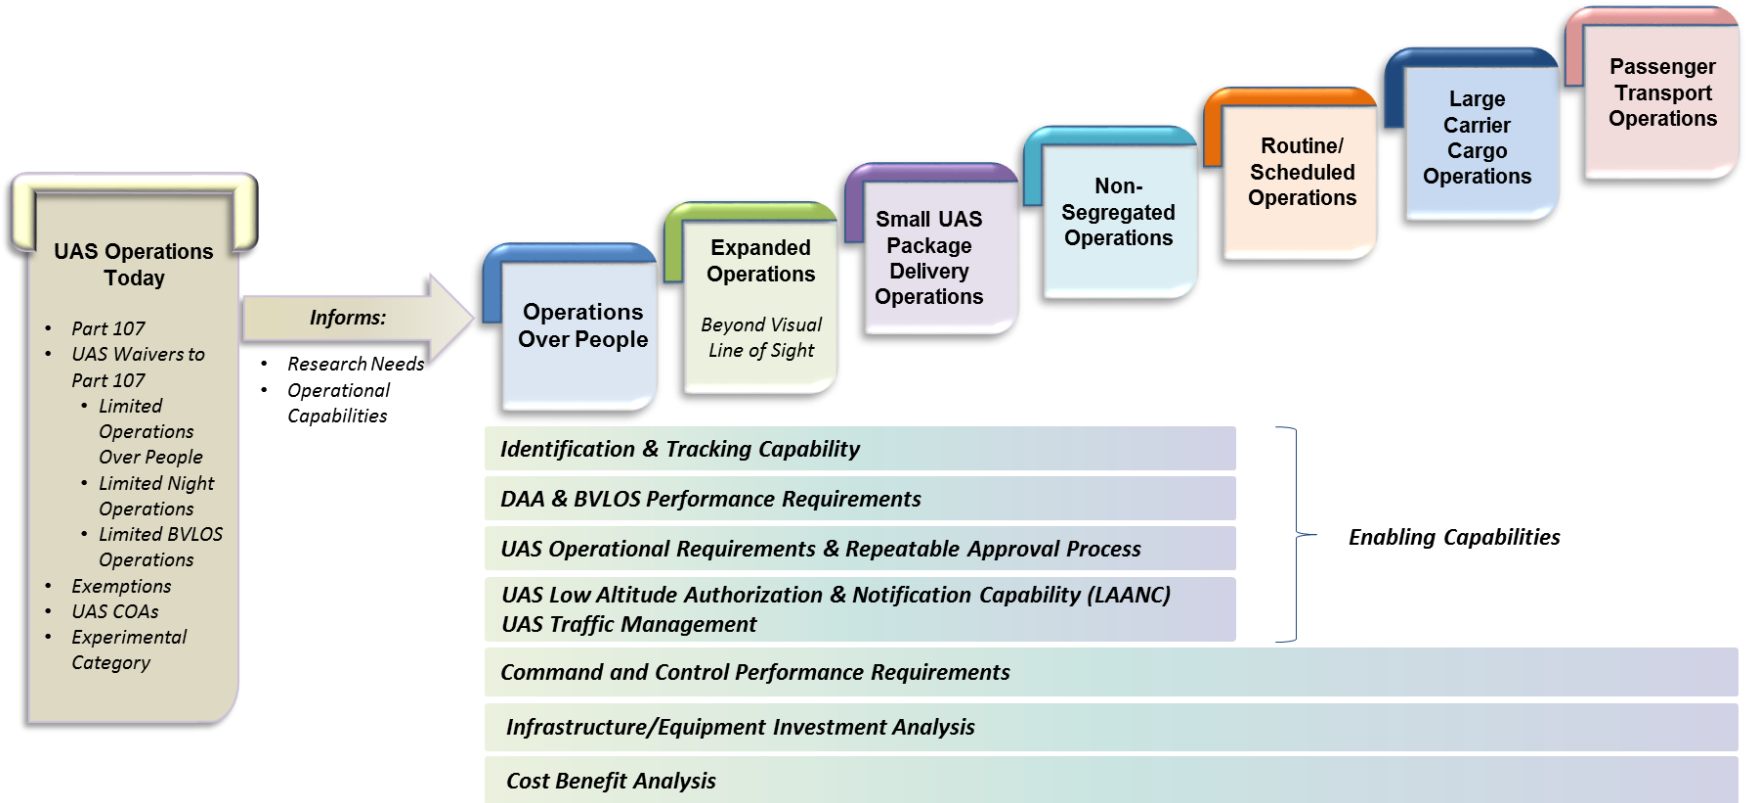 UAS Operations
Today
• Part 107
• UAS Waivers to
Part 107
• Limited
Operations
Over People
• Limited Night
Operations
• Limited BVLOS
Operations
• Exemptions
• UAS COAs
• Experimental
Category
Informs:
• Research Needs
• Operational
Capabilities
Operations
Over People
Expanded
Operations
Beyond Visual
Line of Sight
Small UAS
Package
Delivery
Operations
Non-
Segregated
Operations
Routine/
Scheduled
Operations
Large
Carrier
Cargo
Operations
Passenger
Transport
Operations
Identification & Tracking Capability
DAA & BVLOS Performance Requirements
UAS Operational Requirements & Repeatable Approval Process
UAS Low Altitude Authorization & Notification Capability (LAANC)
UAS Traffic Management
Enabling Capabilities
Command and Control Performance Requirements
Infrastructure/Equipment Investment Analysis
Cost Benefit Analysis